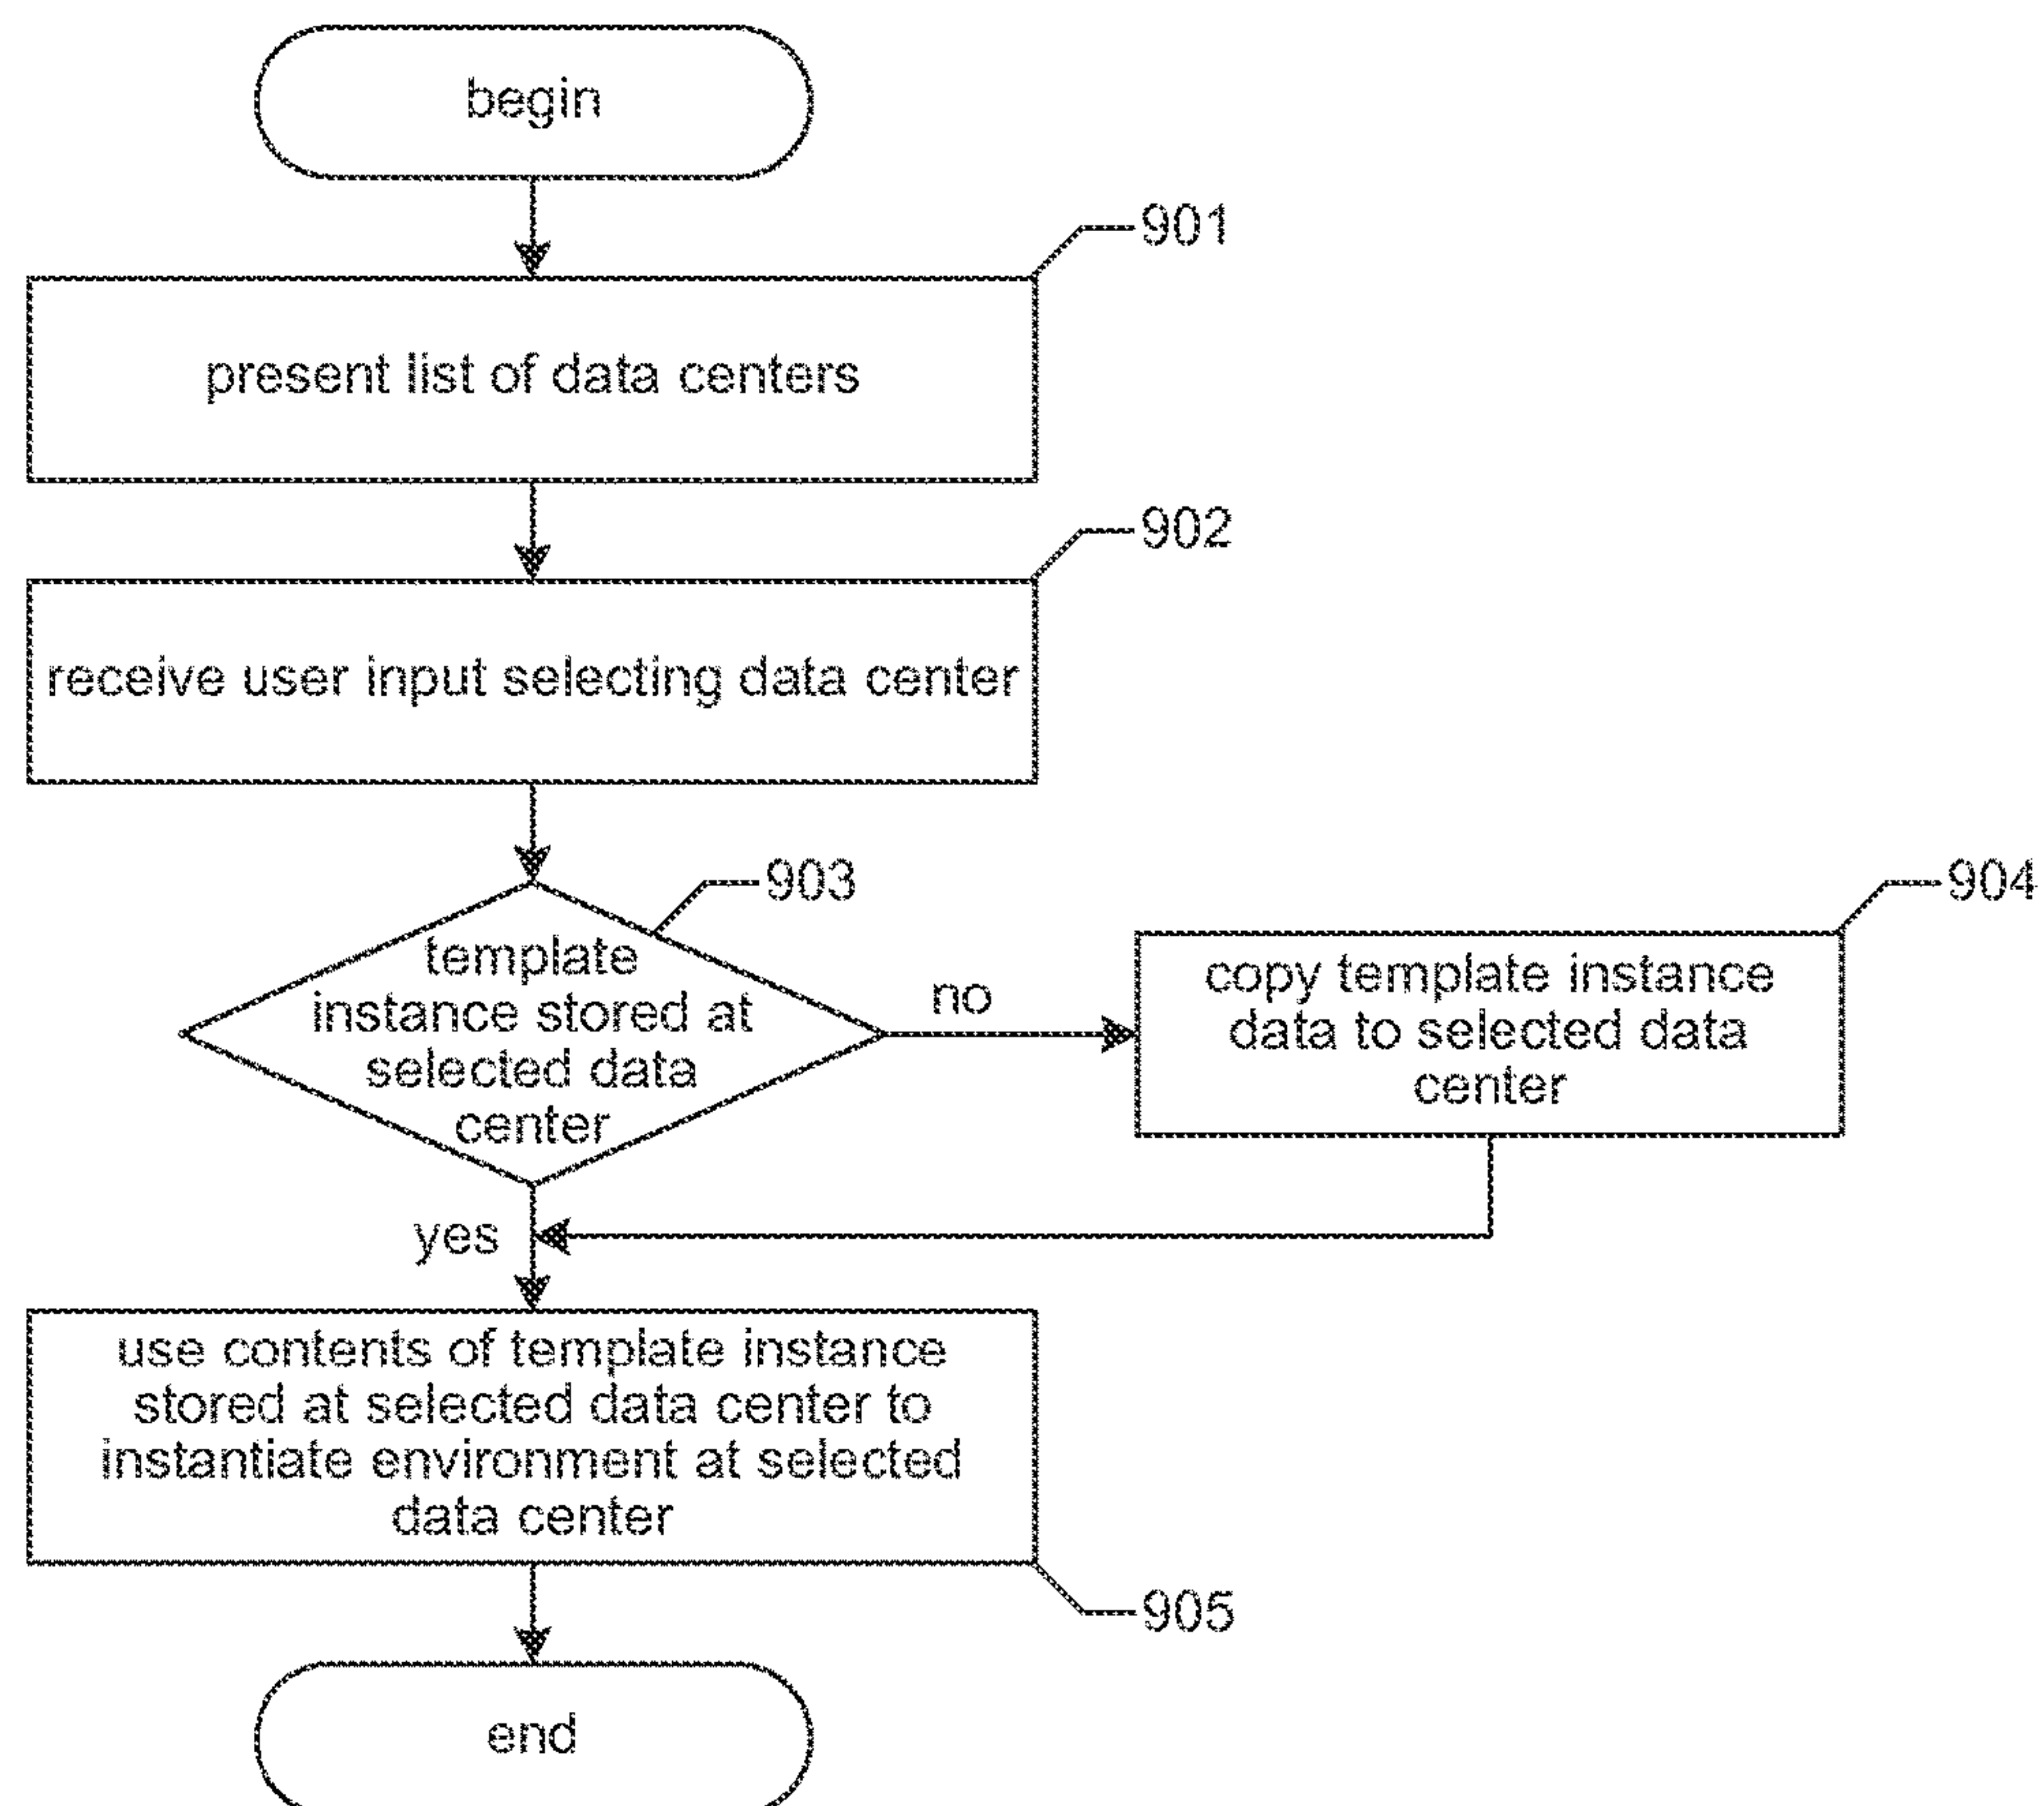 begin
901
present list of data centers
902
receive user input selecting data center
903
template
instance stored at
selected data
center
no
904
copy template instance
data to selected data
center
yes
use contents of template instance
stored at selected data center to
instantiate environment at selected
data center
905
end